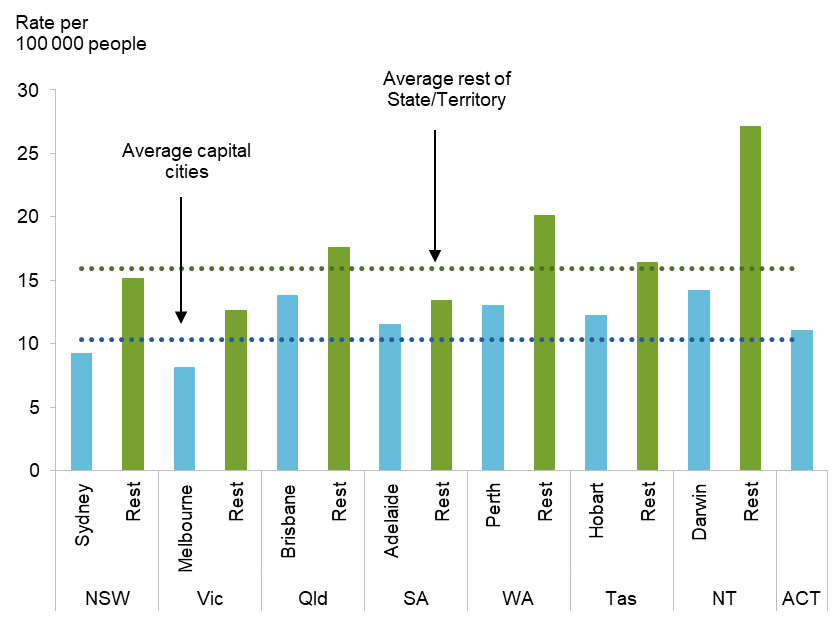 Rate per
100 000 people
Average rest of
State/Territory
Average capital
cities
30
25
20
15
10
5
0
Sydney
Rest
Melbourne
Rest
Brisbane
Rest
Adelaide
Rest
Perth
Rest
Hobart
Rest
Darwin
Rest
NSW
Vic
Qld
SA
WA
Tas
NT
ACT